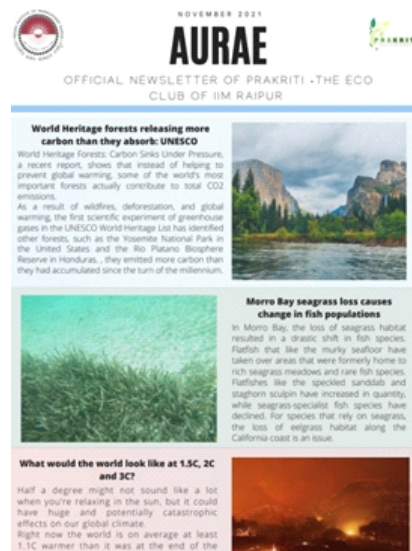 NOVEMBER 2021
AURAE
PRAKRITI
OFFICIAL NEWSLETTER OF PRAKRITI -THE ECO
CLUB OF IIM RAIPUR
World Heritage forests releasing more
carbon than they absorb: UNESCO
World Heritage Forests: Carbon Sinks Under Pressure,
a recent report, shows that instead of helping to
prevent global warming, some of the world's most
important forests actually contribute to total CO2
emissions.
As a result of wildfires, deforestation, and global
warming, the first scientific experiment of greenhouse
gases in the UNESCO World Heritage List has identified
other forests, such as the Yosemite National Park in
the United States and the Rio Platano Biosphere
Reserve in Honduras. , they emitted more carbon than
they had accumulated since the turn of the millennium.
Morro Bay seagrass loss causes
change in fish populations
In Morro Bay, the loss of seagrass habitat
resulted in a drastic shift in fish species.
Flatfish that like the murky seafloor have
taken over areas that were formerly home to
rich seagrass meadows and rare fish species.
Flatfishes like the speckled sanddab and
staghorn sculpin have increased in quantity,
while seagrass-specialist fish species have
declined. For species that rely on seagrass,
the loss of eelgrass habitat along the
California coast is an issue.
What would the world look like at 1.5C, 2C
and 3C?
Half a degree might not sound like a lot
when you're relaxing in the sun, but it could
have huge and potentially catastrophic
effects on our global climate.
Right now the world is on average at least
1.1C warmer than it was at the end of the